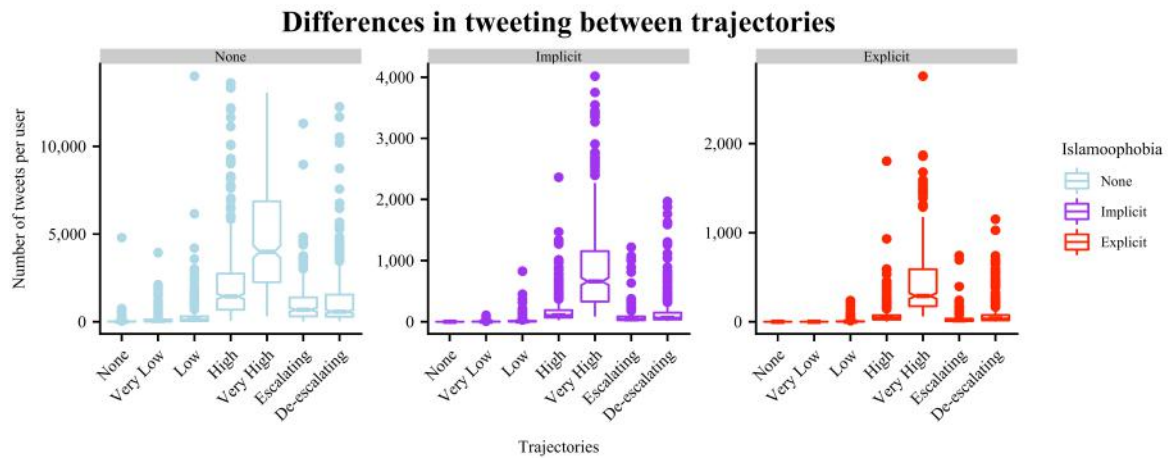 Differences in tweeting between trajectories
None
Implicit
Explicit
Number of tweets per user
10,000
5,000
0
4,000
3,000
2,000
1,000
0
2,000
1,000
0
None
Very Low
Low
High
Very High
Escalating
De-escalating
None
Very Low
Low
High
Very High
Escalating
De-escalating
None
Very Low
Low
High
Very High
Escalating
De-escalating
Trajectories
Islamoophobia
None
Implicit
Explicit